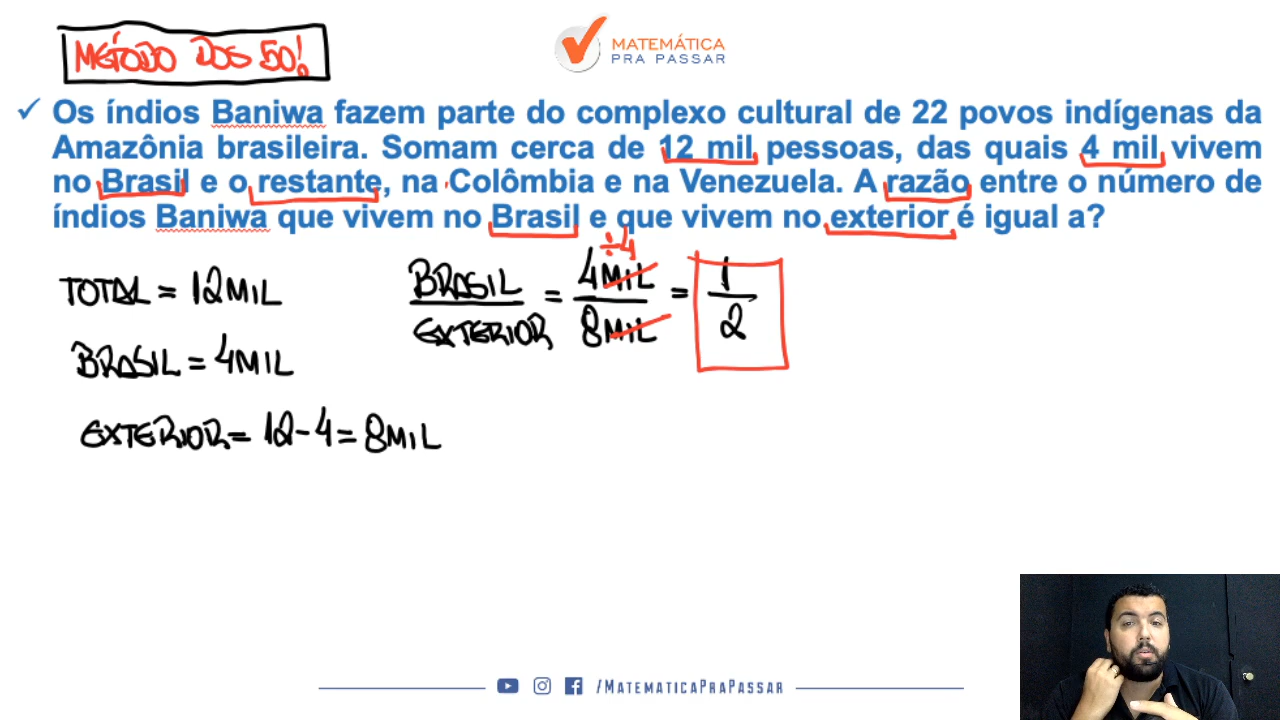 MÉTODO DOS 50!
MATEMÁTICA
PRA PASSAR
✓ Os índios Baniwa fazem parte do complexo cultural de 22 povos indígenas da
Amazônia brasileira. Somam cerca de 12 mil pessoas, das quais 4 mil vivem
no Brasil e o restante, na Colômbia e na Venezuela. A razão entre o número de
índios Baniwa que vivem no Brasil e que vivem no exterior é igual a?
TOTAL = 12MIL
BRASIL = 4MIL
EXTERIOR = 12-4 = 8MIL
÷4
BRASIL / EXTERIOR = 4MIL / 8MIL = 1 / 2
/MATEMATICAPRAPASSAR